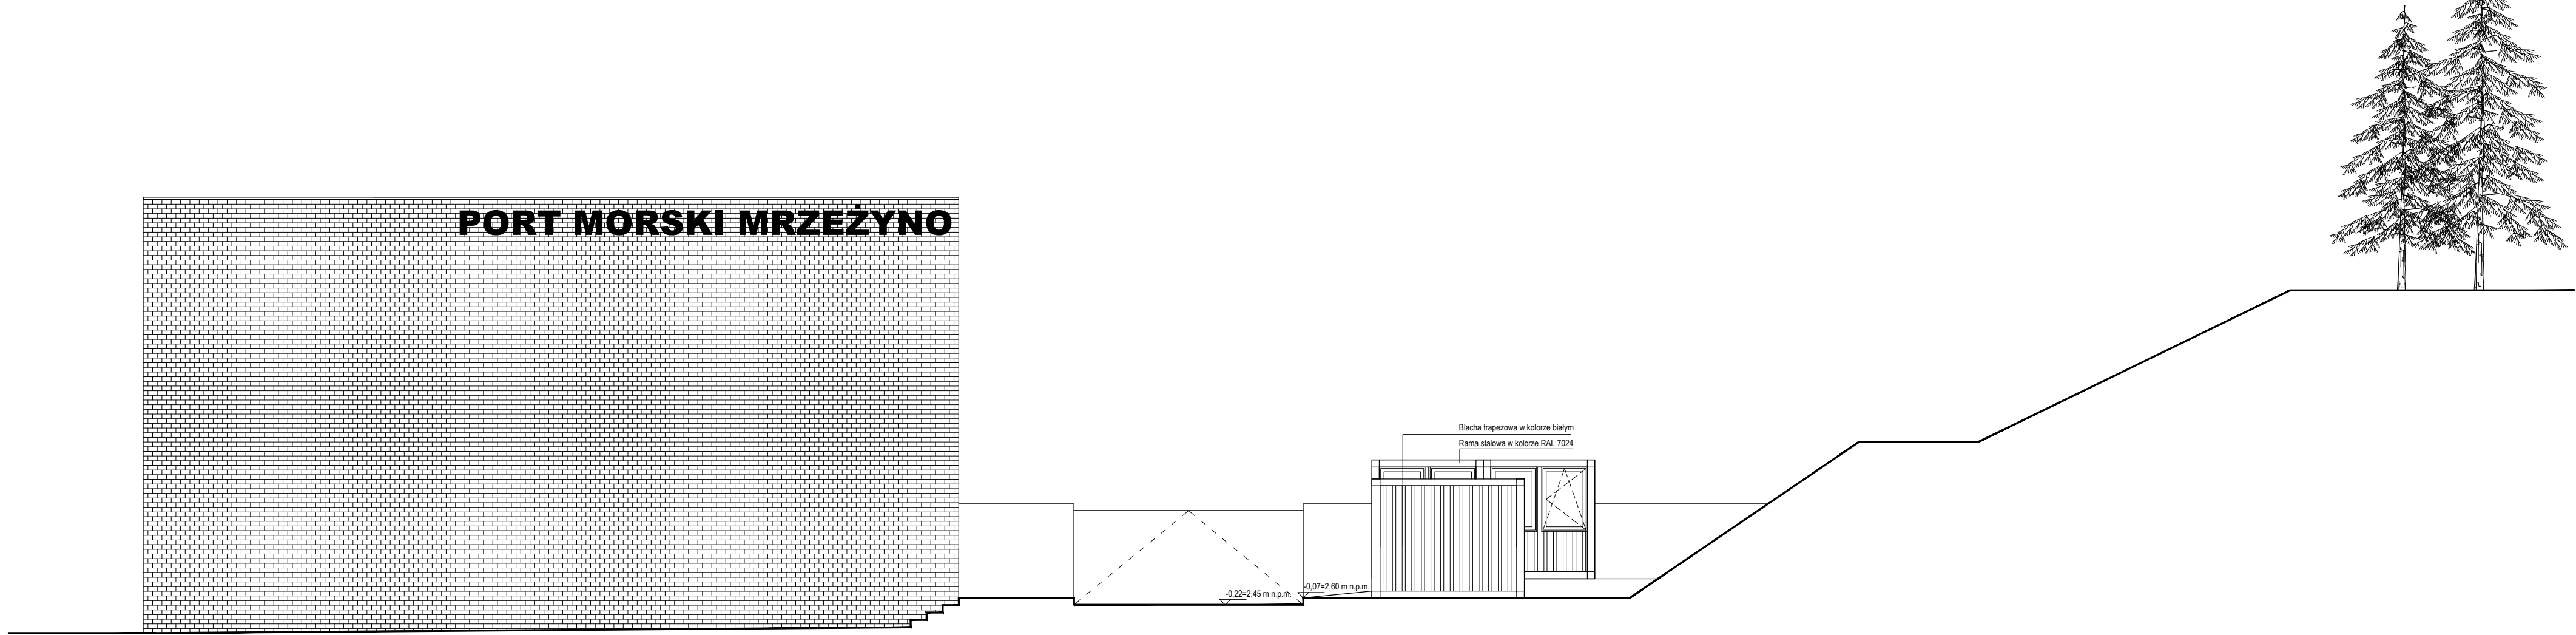 PORT MORSKI MRZEŻYNO
Blacha trapezowa w kolorze białym
Rama stalowa w kolorze RAL 7024
-0,07=2,60 m n.p.m.
-0,22=2,45 m n.p.m.